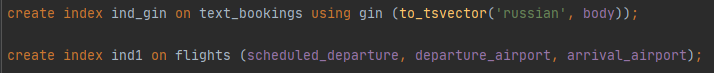 create index ind_gin on text_bookings using gin (to_tsvector('russian', body));
create index ind1 on flights (scheduled_departure, departure_airport, arrival_airport);